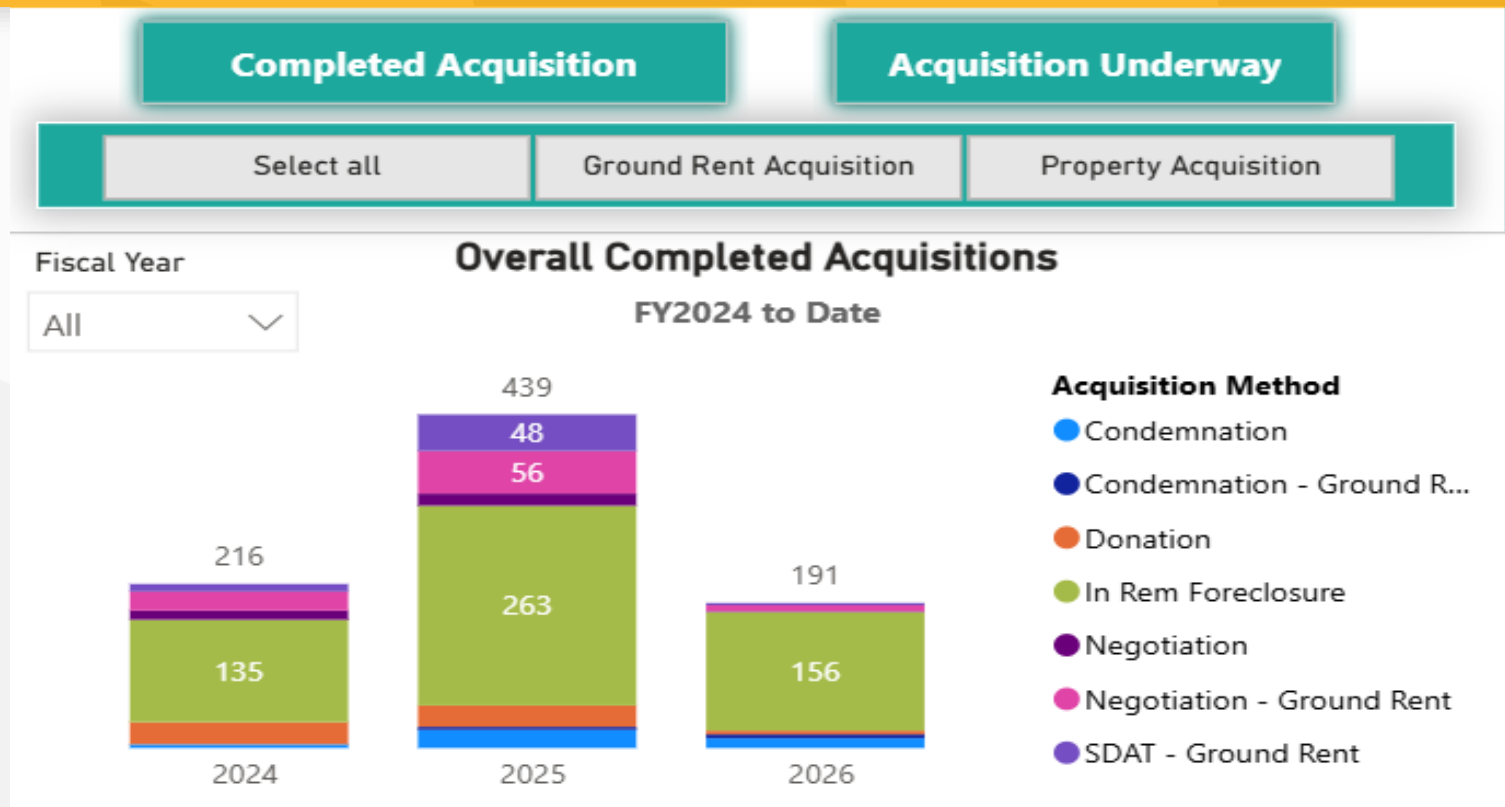 Completed Acquisition
Acquisition Underway
Select all
Ground Rent Acquisition
Property Acquisition
Fiscal Year
All
Overall Completed Acquisitions
FY2024 to Date
216
135
2024
439
48
56
263
2025
191
156
2026
Acquisition Method
Condemnation
Condemnation - Ground R...
Donation
In Rem Foreclosure
Negotiation
Negotiation - Ground Rent
SDAT - Ground Rent